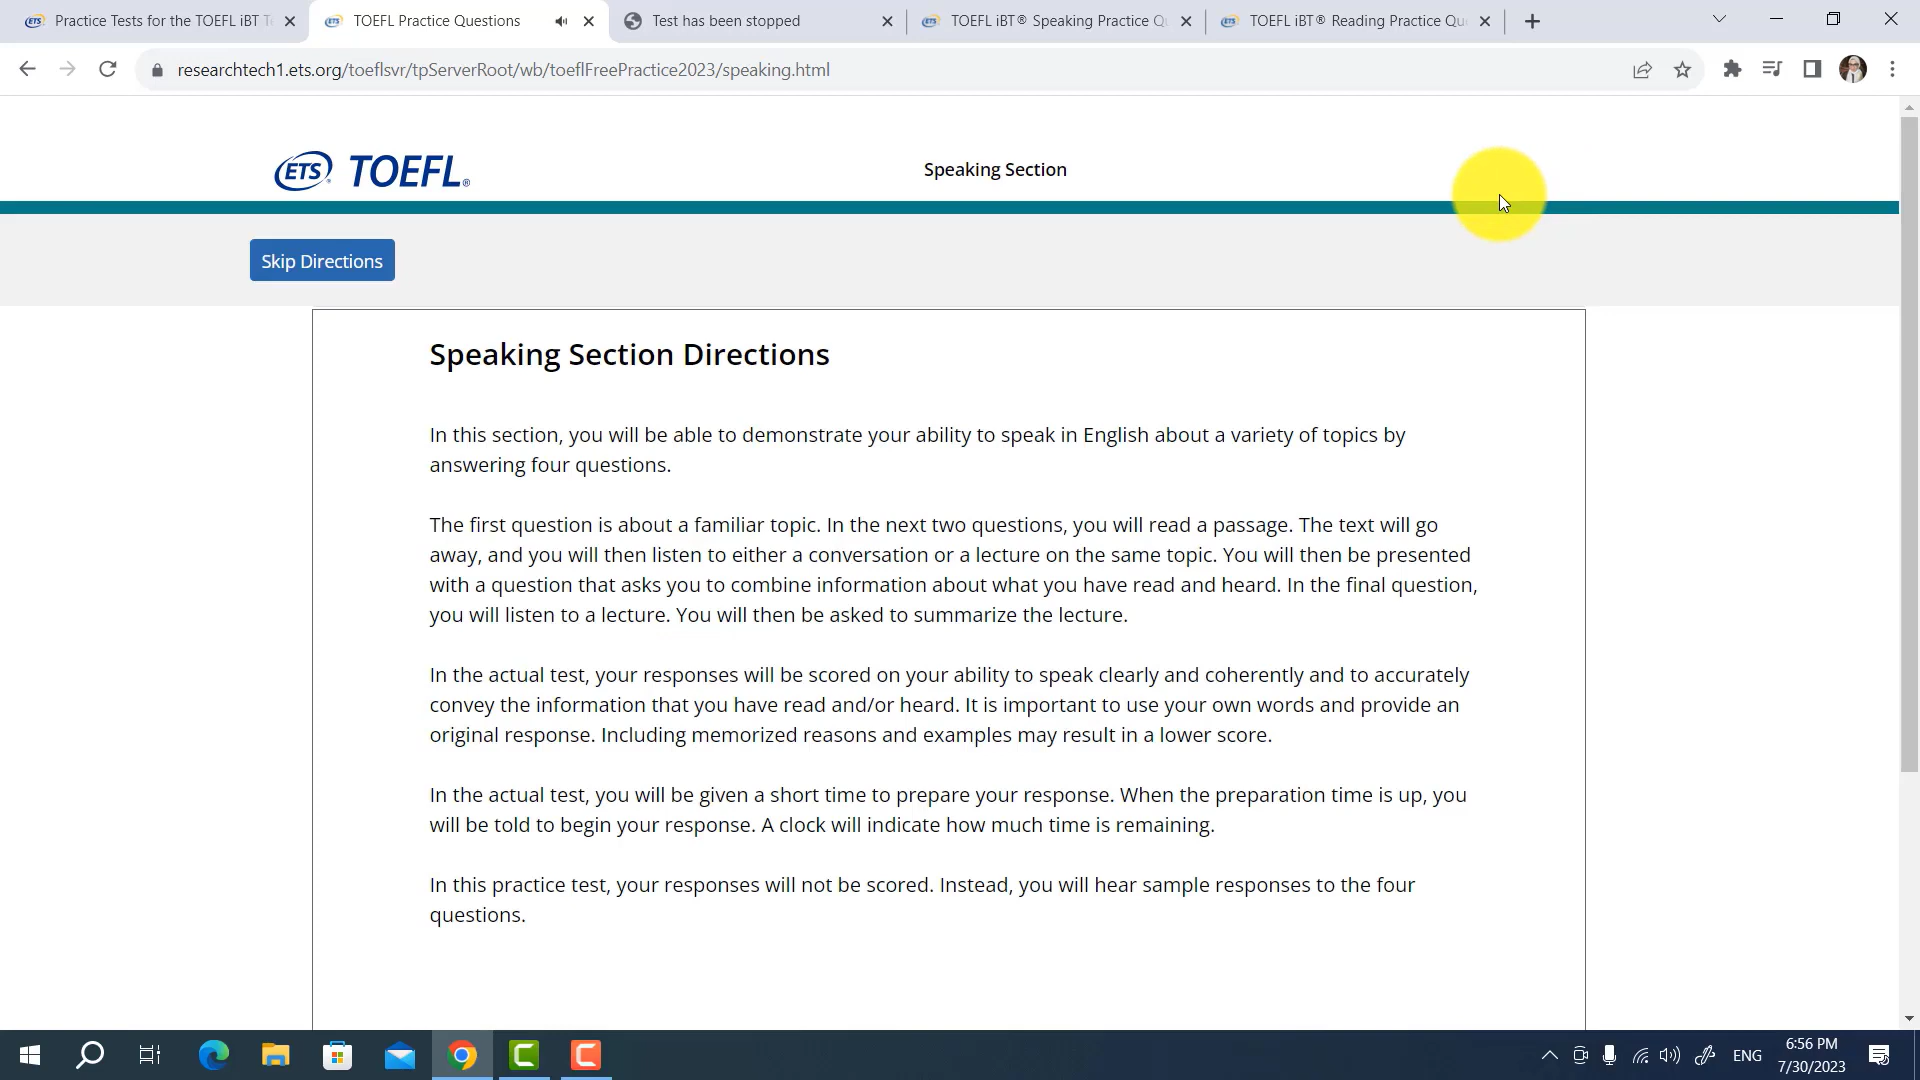 Practice Tests for the TOEFL iBT T
TOEFL Practice Questions
Test has been stopped
TOEFL iBT® Speaking Practice Q
TOEFL iBT® Reading Practice Qu
researchtech1.ets.org/toeflsvr/tpServerRoot/wb/toeflFreePractice2023/speaking.html
ETS TOEFL®
Speaking Section
Skip Directions
Speaking Section Directions
In this section, you will be able to demonstrate your ability to speak in English about a variety of topics by
answering four questions.
The first question is about a familiar topic. In the next two questions, you will read a passage. The text will go
away, and you will then listen to either a conversation or a lecture on the same topic. You will then be presented
with a question that asks you to combine information about what you have read and heard. In the final question,
you will listen to a lecture. You will then be asked to summarize the lecture.
In the actual test, your responses will be scored on your ability to speak clearly and coherently and to accurately
convey the information that you have read and/or heard. It is important to use your own words and provide an
original response. Including memorized reasons and examples may result in a lower score.
In the actual test, you will be given a short time to prepare your response. When the preparation time is up, you
will be told to begin your response. A clock will indicate how much time is remaining.
In this practice test, your responses will not be scored. Instead, you will hear sample responses to the four
questions.
ENG
6:56 PM
7/30/2023